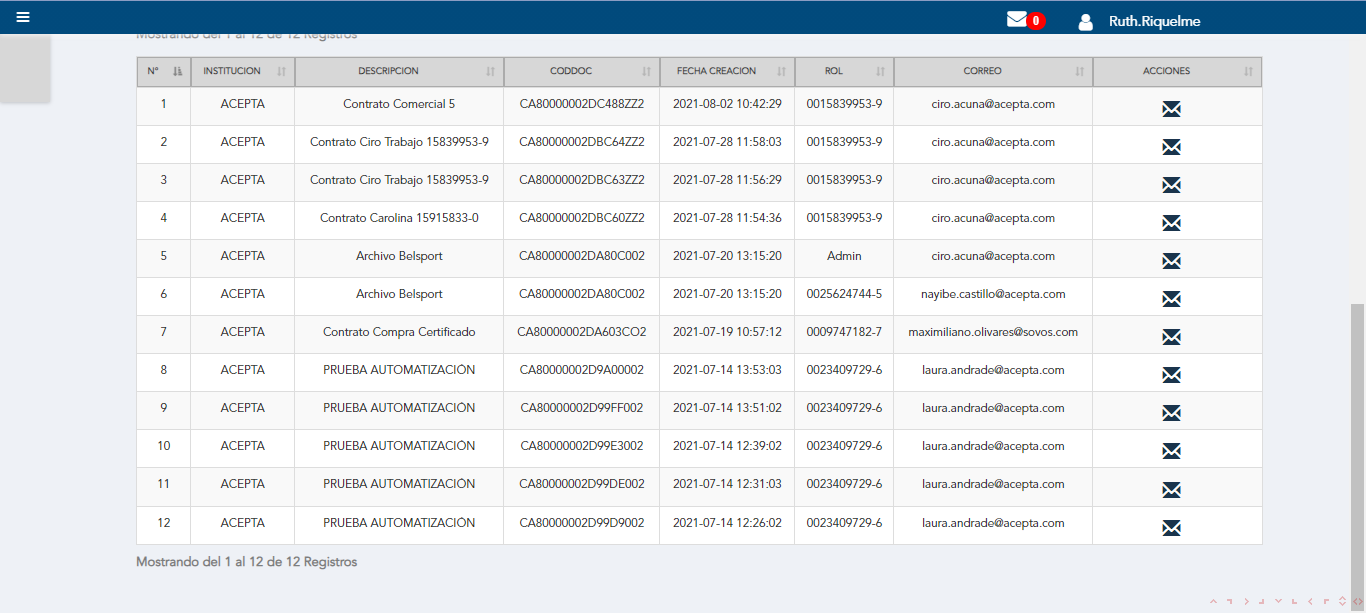 0
Ruth.Riquelme
Mostrando del 1 al 12 de 12 Registros
N° INSTITUCION DESCRIPCION CODDOC FECHA CREACION ROL CORREO ACCIONES
1 ACEPTA Contrato Comercial 5 CA80000002DC488ZZ2 2021-08-02 10:42:29 0015839953-9 ciro.acuna@acepta.com
2 ACEPTA Contrato Ciro Trabajo 15839953-9 CA80000002DBC64ZZ2 2021-07-28 11:58:03 0015839953-9 ciro.acuna@acepta.com
3 ACEPTA Contrato Ciro Trabajo 15839953-9 CA80000002DBC63ZZ2 2021-07-28 11:56:29 0015839953-9 ciro.acuna@acepta.com
4 ACEPTA Contrato Carolina 15915833-0 CA80000002DBC60ZZ2 2021-07-28 11:54:36 0015839953-9 ciro.acuna@acepta.com
5 ACEPTA Archivo Belsport CA80000002DA80C002 2021-07-20 13:15:20 Admin ciro.acuna@acepta.com
6 ACEPTA Archivo Belsport CA80000002DA80C002 2021-07-20 13:15:20 0025624744-5 nayibe.castillo@acepta.com
7 ACEPTA Contrato Compra Certificado CA80000002DA603CO2 2021-07-19 10:57:12 0009747182-7 maximiliano.olivares@sovos.com
8 ACEPTA PRUEBA AUTOMATIZACIÓN CA80000002D9A00002 2021-07-14 13:53:03 0023409729-6 laura.andrade@acepta.com
9 ACEPTA PRUEBA AUTOMATIZACIÓN CA80000002D99FF002 2021-07-14 13:51:02 0023409729-6 laura.andrade@acepta.com
10 ACEPTA PRUEBA AUTOMATIZACIÓN CA80000002D99E3002 2021-07-14 12:39:02 0023409729-6 laura.andrade@acepta.com
11 ACEPTA PRUEBA AUTOMATIZACIÓN CA80000002D99DE002 2021-07-14 12:31:03 0023409729-6 laura.andrade@acepta.com
12 ACEPTA PRUEBA AUTOMATIZACIÓN CA80000002D99D9002 2021-07-14 12:26:02 0023409729-6 laura.andrade@acepta.com
Mostrando del 1 al 12 de 12 Registros